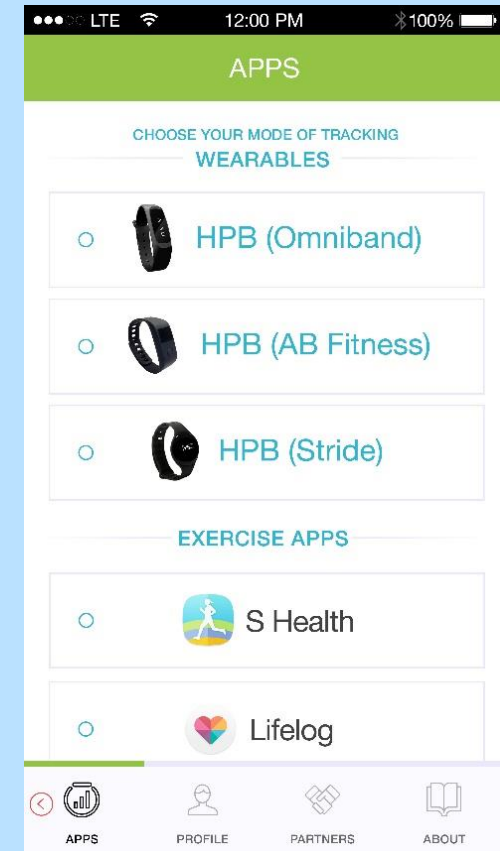 LTE 12:00 PM 100%
APPS
CHOOSE YOUR MODE OF TRACKING
WEARABLES
HPB (Omniband)
HPB (AB Fitness)
HPB (Stride)
EXERCISE APPS
S Health
Lifelog
APPS PROFILE PARTNERS ABOUT